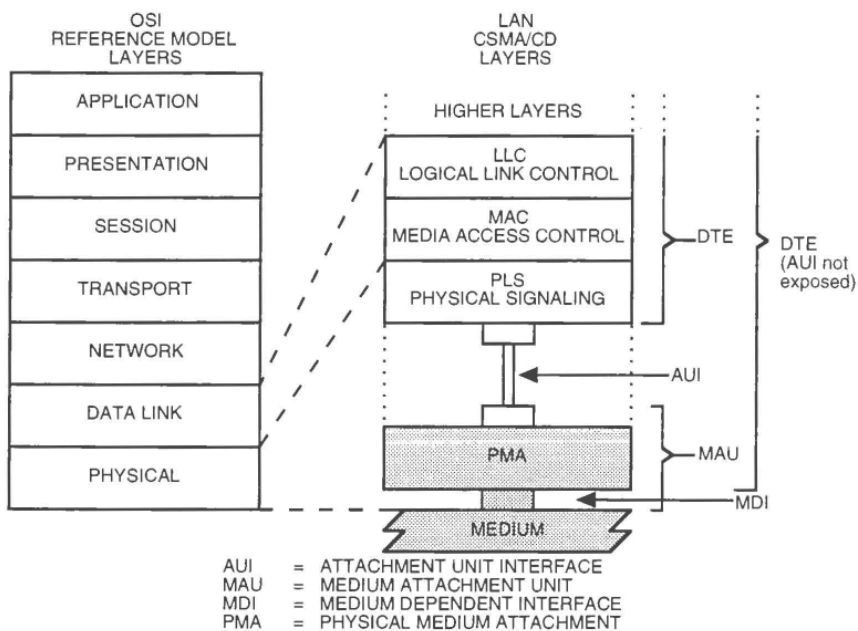 OSI
REFERENCE MODEL
LAYERS
APPLICATION
PRESENTATION
SESSION
TRANSPORT
NETWORK
DATA LINK
PHYSICAL
LAN
CSMA/CD
LAYERS
HIGHER LAYERS
LLC
LOGICAL LINK CONTROL
MAC
MEDIA ACCESS CONTROL
PLS
PHYSICAL SIGNALING
DTE
DTE
(AUI not
exposed)
AUI
PMA
MAU
MDI
MEDIUM
AUI = ATTACHMENT UNIT INTERFACE
MAU = MEDIUM ATTACHMENT UNIT
MDI = MEDIUM DEPENDENT INTERFACE
PMA = PHYSICAL MEDIUM ATTACHMENT